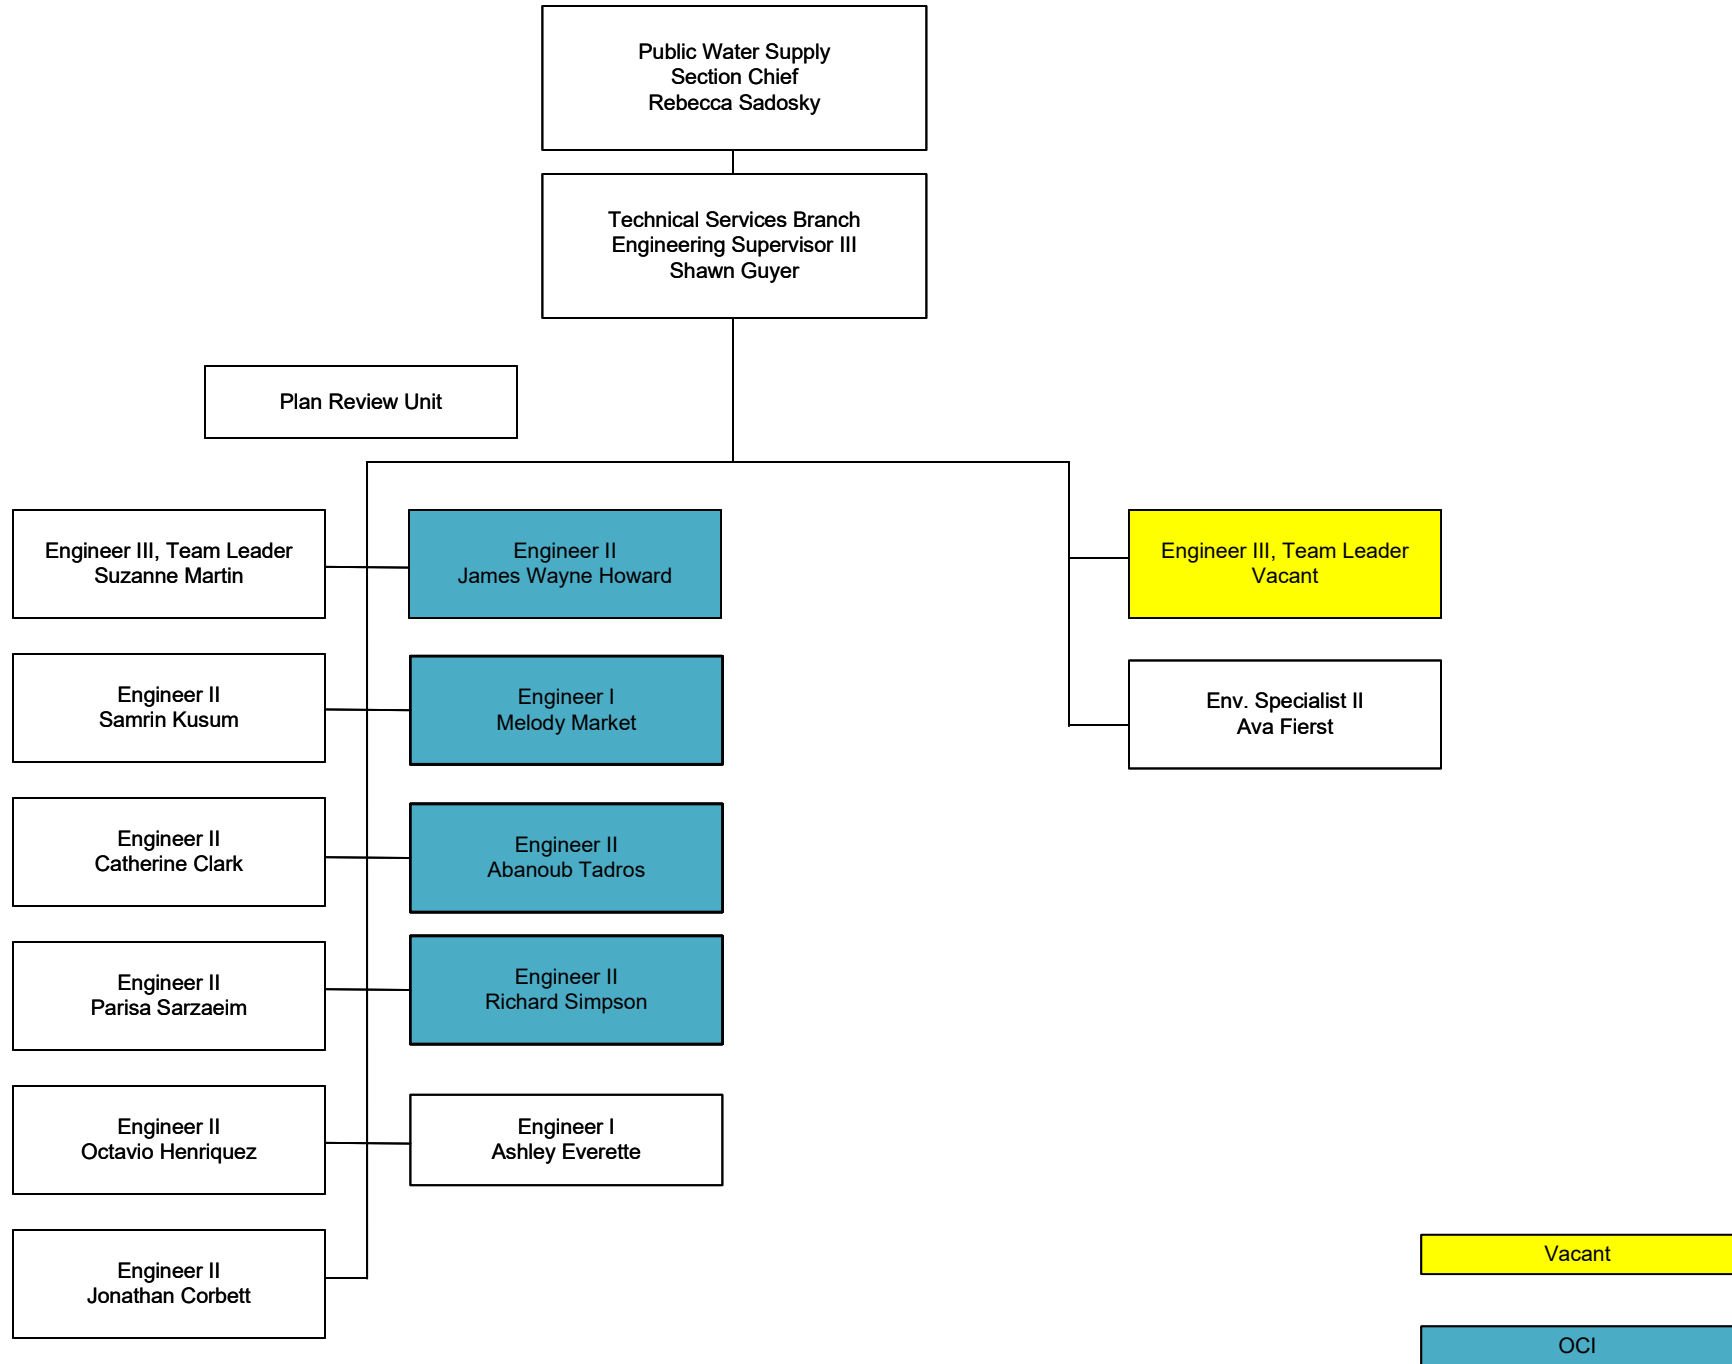 Public Water Supply
Section Chief
Rebecca Sadosky
Technical Services Branch
Engineering Supervisor III
Shawn Guyer
Plan Review Unit
Engineer III, Team Leader
Suzanne Martin
Engineer II
James Wayne Howard
Engineer III, Team Leader
Vacant
Engineer II
Samrin Kusum
Engineer I
Melody Market
Env. Specialist II
Ava Fierst
Engineer II
Catherine Clark
Engineer II
Abanoub Tadros
Engineer II
Parisa Sarzaeim
Engineer II
Richard Simpson
Engineer II
Octavio Henriquez
Engineer I
Ashley Everette
Engineer II
Jonathan Corbett
Vacant
OCI